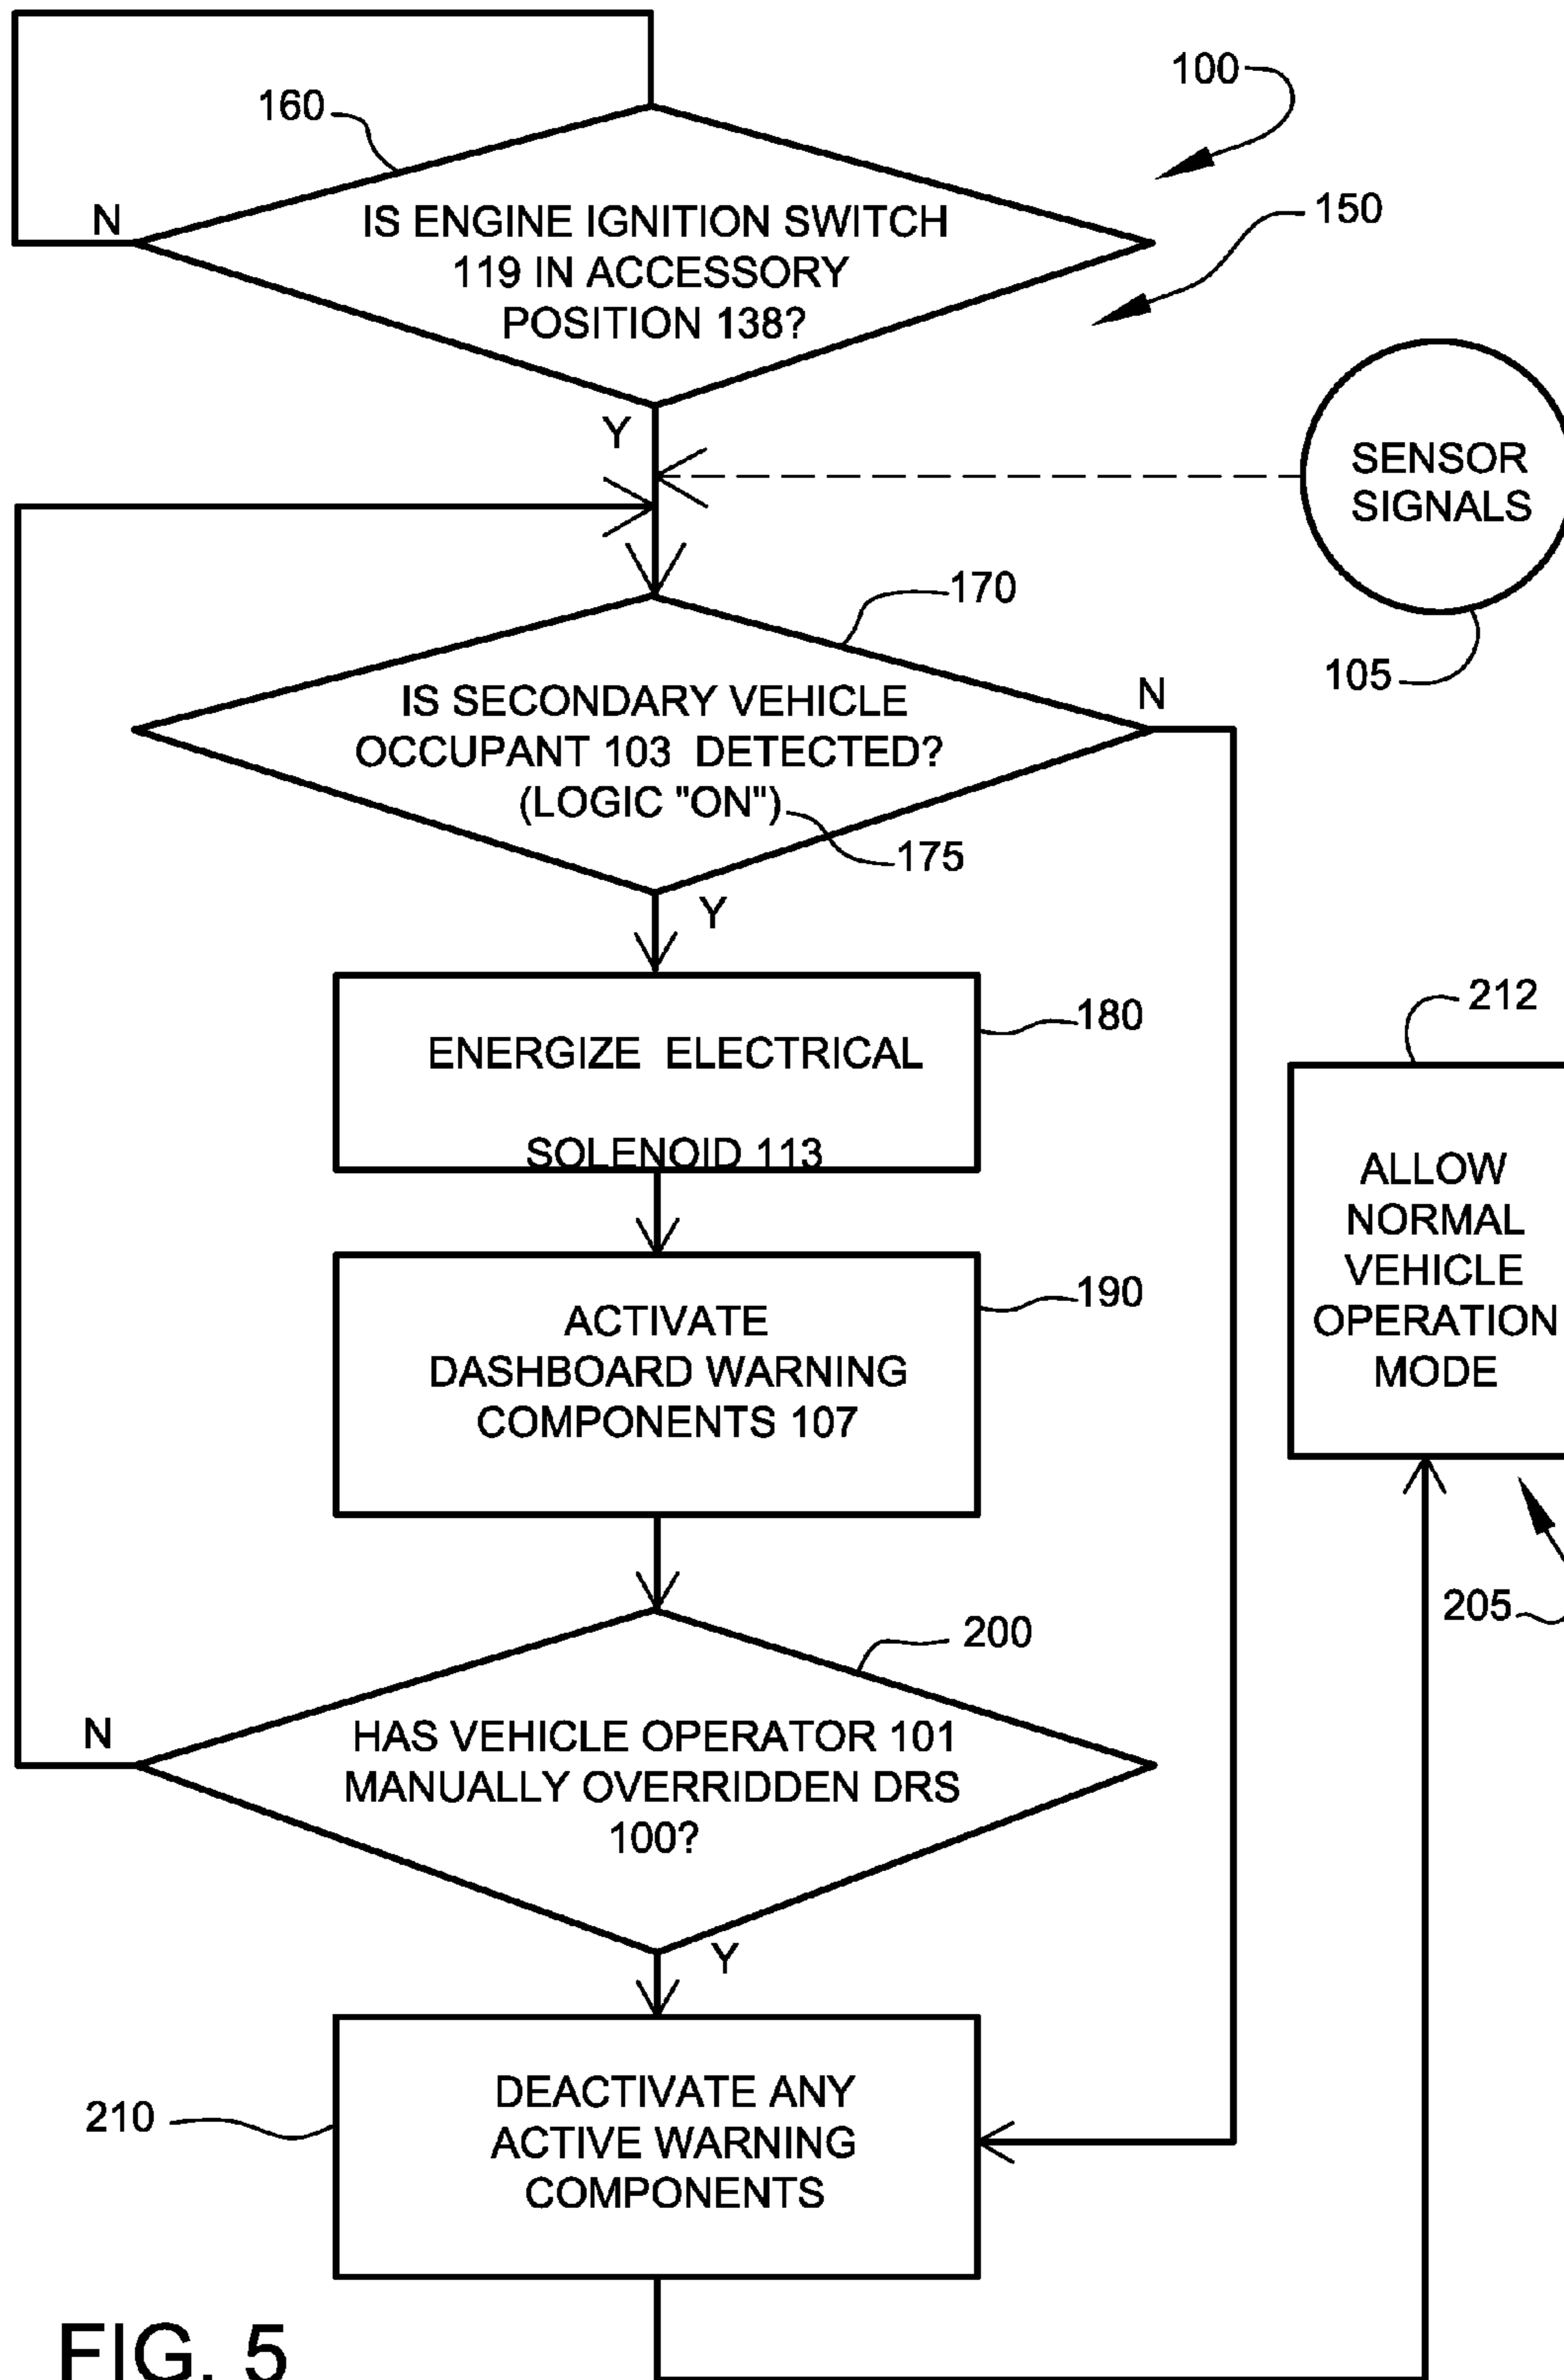 100
160
150
N
IS ENGINE IGNITION SWITCH
119 IN ACCESSORY
POSITION 138?
Y
SENSOR
SIGNALS
105
170
N
IS SECONDARY VEHICLE
OCCUPANT 103 DETECTED?
(LOGIC "ON")
175
Y
180
ENERGIZE ELECTRICAL
SOLENOID 113
212
ALLOW
NORMAL
VEHICLE
OPERATION
MODE
190
ACTIVATE
DASHBOARD WARNING
COMPONENTS 107
205
200
N
HAS VEHICLE OPERATOR 101
MANUALLY OVERRIDDEN DRS
100?
Y
210
DEACTIVATE ANY
ACTIVE WARNING
COMPONENTS
FIG. 5